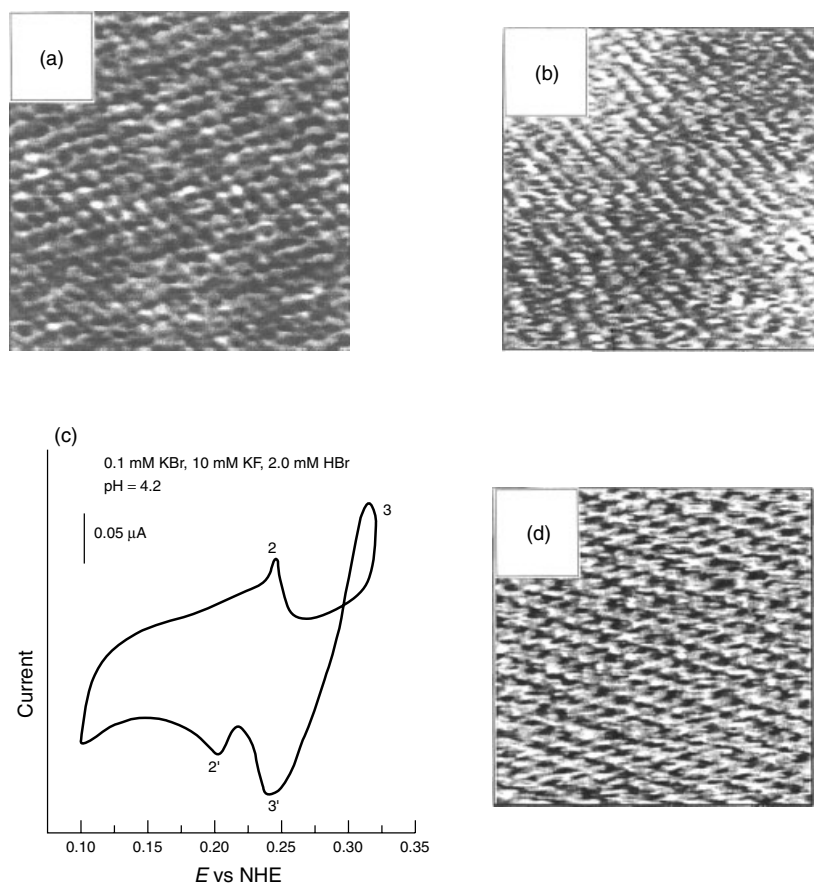 (a)
(b)
(c)
0.1 mM KBr, 10 mM KF, 2.0 mM HBr
pH = 4.2
0.05 μA
2
3
2'
3'
Current
0.10 0.15 0.20 0.25 0.30 0.35
E vs NHE
(d)